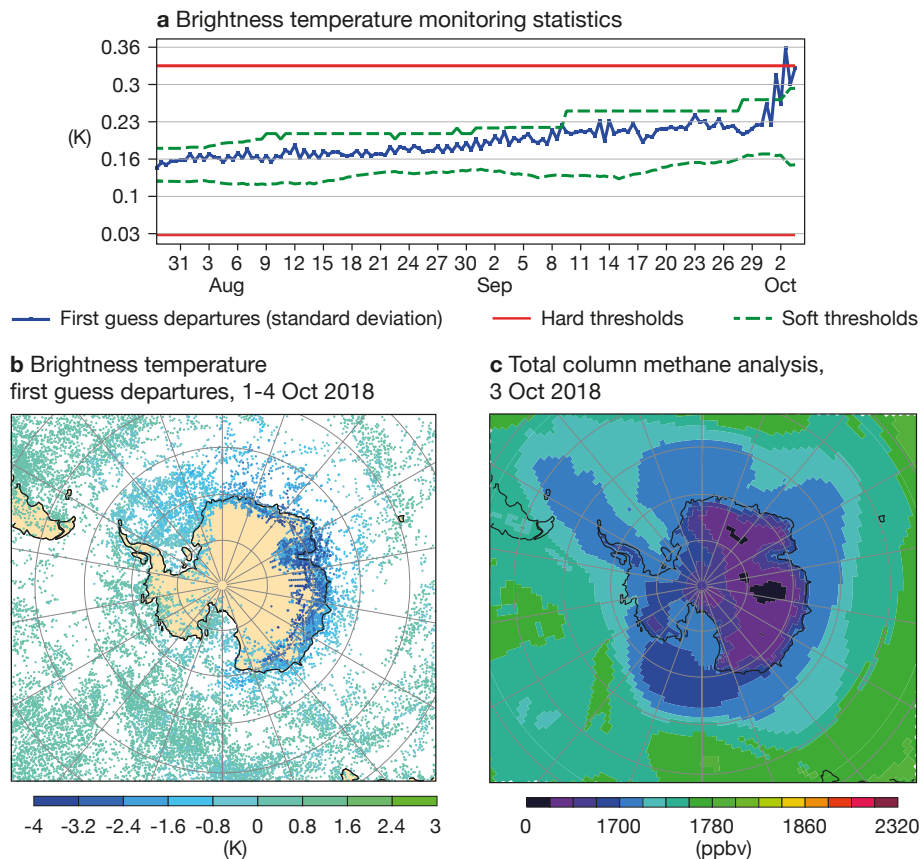 a Brightness temperature monitoring statistics
0.36
0.3
0.23
0.16
0.1
0.03
(K)
31 3 6 9 12 15 18 21 24 27 30 2 5 8 11 14 17 20 23 26 29 2
Aug Sep Oct
First guess departures (standard deviation) Hard thresholds Soft thresholds
b Brightness temperature
first guess departures, 1-4 Oct 2018
c Total column methane analysis,
3 Oct 2018
-4 -3.2 -2.4 -1.6 -0.8 0 0.8 1.6 2.4 3
(K)
0 1700 1780 1860 2320
(ppbv)